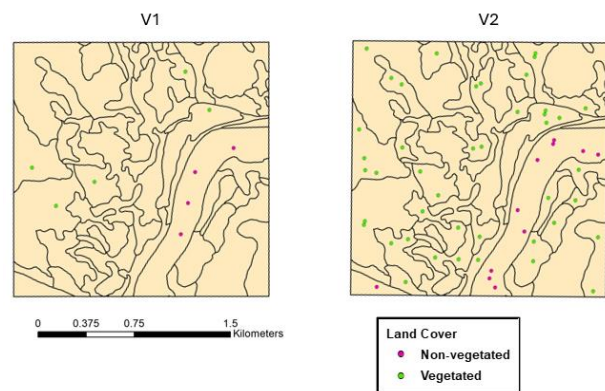 V1
V2
0 0.375 0.75 1.5
Kilometers
Land Cover
Non-vegetated
Vegetated